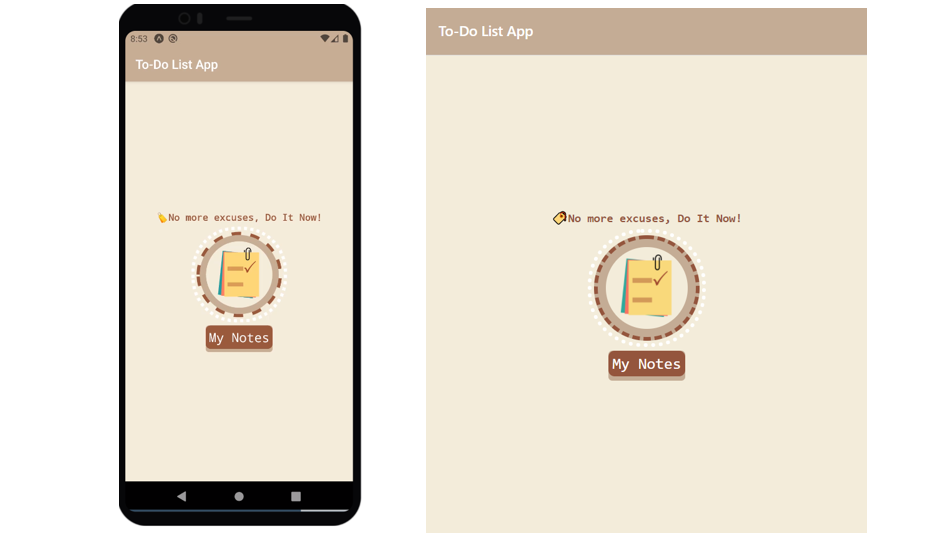 8:53
To-Do List App
No more excuses, Do It Now!
My Notes
To-Do List App
No more excuses, Do It Now!
My Notes